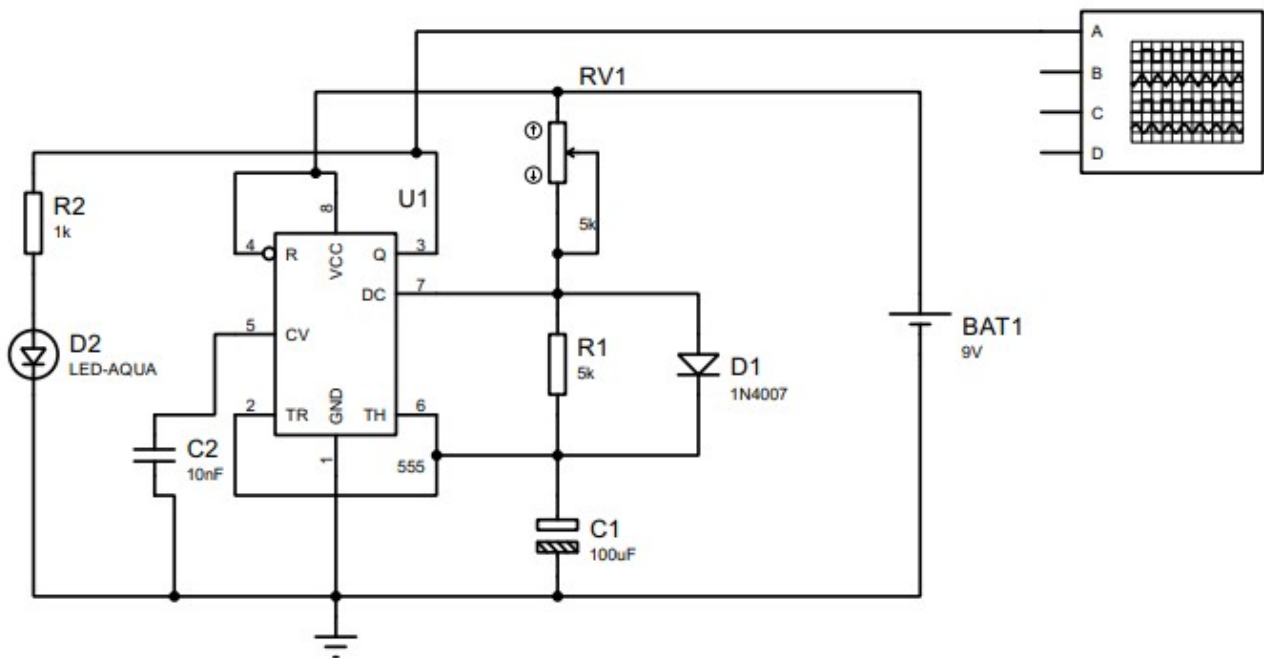 A
B
C
D
RV1
5k
R2
1k
U1
8
VCC
4
R
Q
3
DC
7
5
CV
2
TR
GND
1
TH
6
555
D2
LED-AQUA
C2
10nF
R1
5k
D1
1N4007
BAT1
9V
C1
100uF